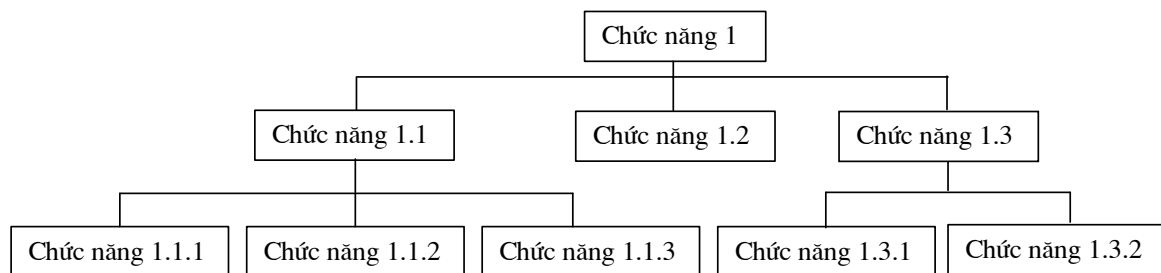 Chức năng 1
Chức năng 1.1
Chức năng 1.2
Chức năng 1.3
Chức năng 1.1.1
Chức năng 1.1.2
Chức năng 1.1.3
Chức năng 1.3.1
Chức năng 1.3.2